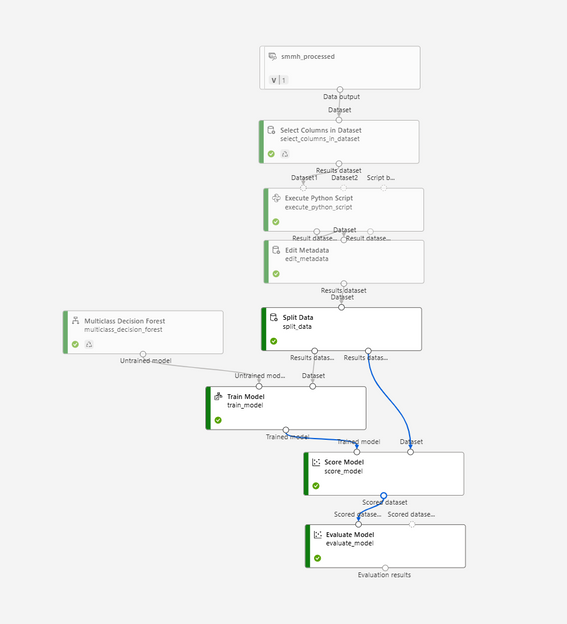 smmh_processed
v 1
Data output
Dataset
Select Columns in Dataset
select_columns_in_dataset
Results dataset
Dataset1 Dataset2 Script b...
Execute Python Script
execute_python_script
Dataset
Result datase... Result datase...
Edit Metadata
edit_metadata
Results dataset
Dataset
Split Data
split_data
Multiclass Decision Forest
multiclass_decision_forest
Results datas... Results datas...
Untrained model
Untrained mod... Dataset
Train Model
train_model
Trained model
Trained model Dataset
Score Model
score_model
Scored dataset
Scored datase... Scored datase...
Evaluate Model
evaluate_model
Evaluation results